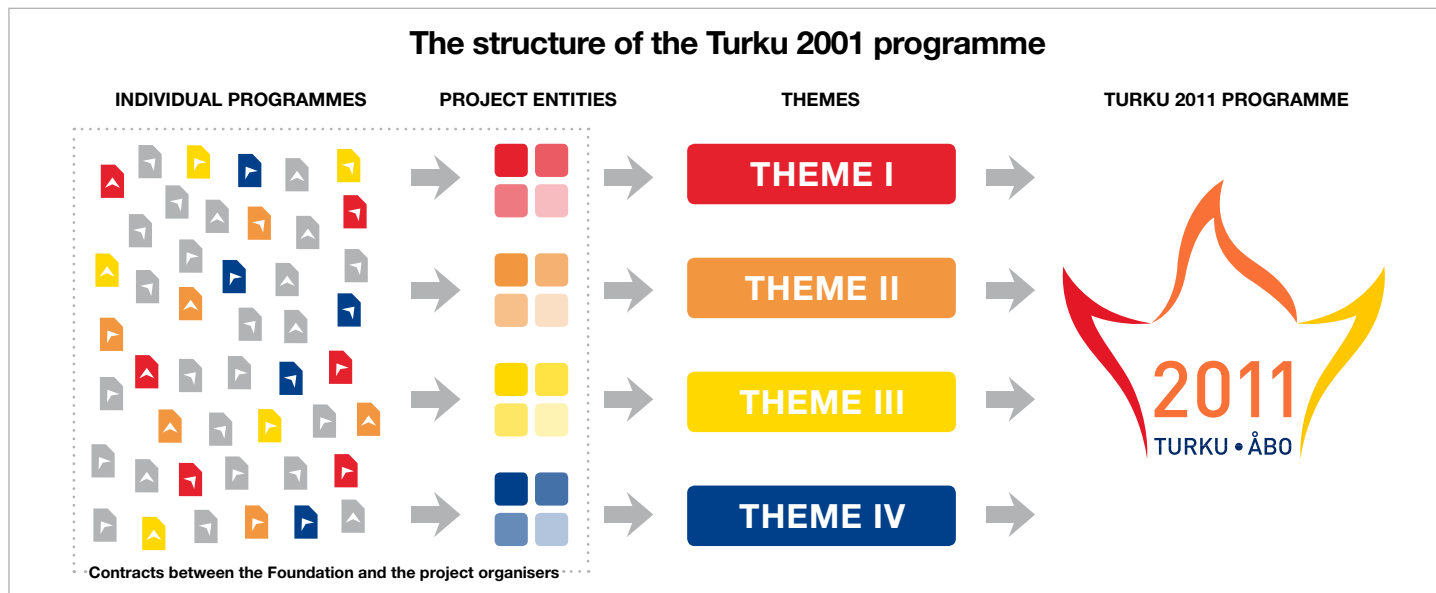 The structure of the Turku 2001 programme
INDIVIDUAL PROGRAMMES
PROJECT ENTITIES
THEMES
TURKU 2011 PROGRAMME
THEME I
THEME II
THEME III
THEME IV
2011
TURKU • ÅBO
Contracts between the Foundation and the project organisers